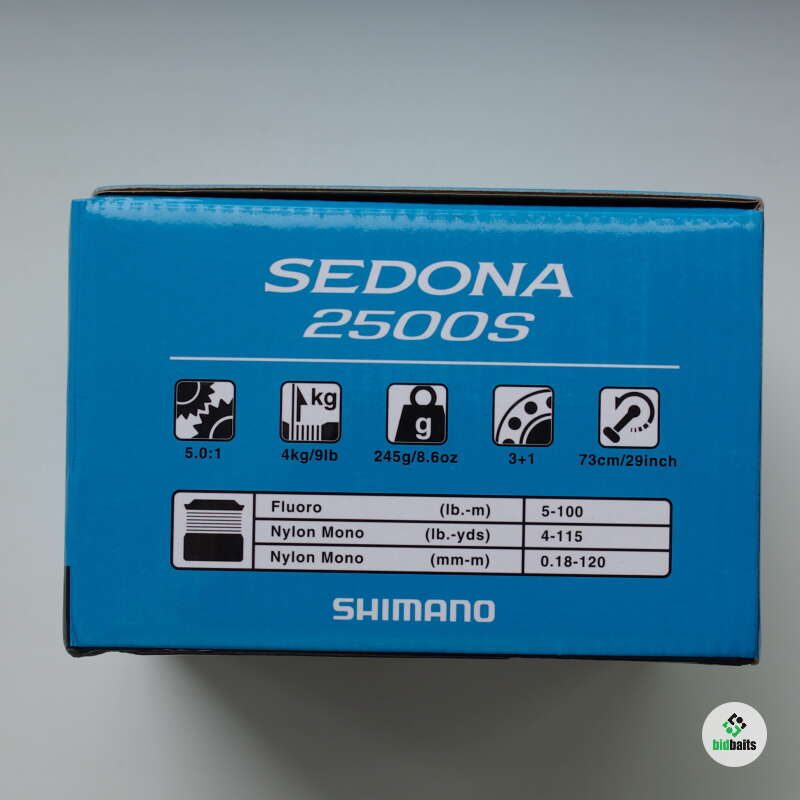 SEDONA
2500S
kg
g
5.0:1 4kg/9lb 245g/8.6oz 3+1 73cm/29inch
Fluoro (lb.-m) 5-100
Nylon Mono (lb.-yds) 4-115
Nylon Mono (mm-m) 0.18-120
SHIMANO
bidbaits